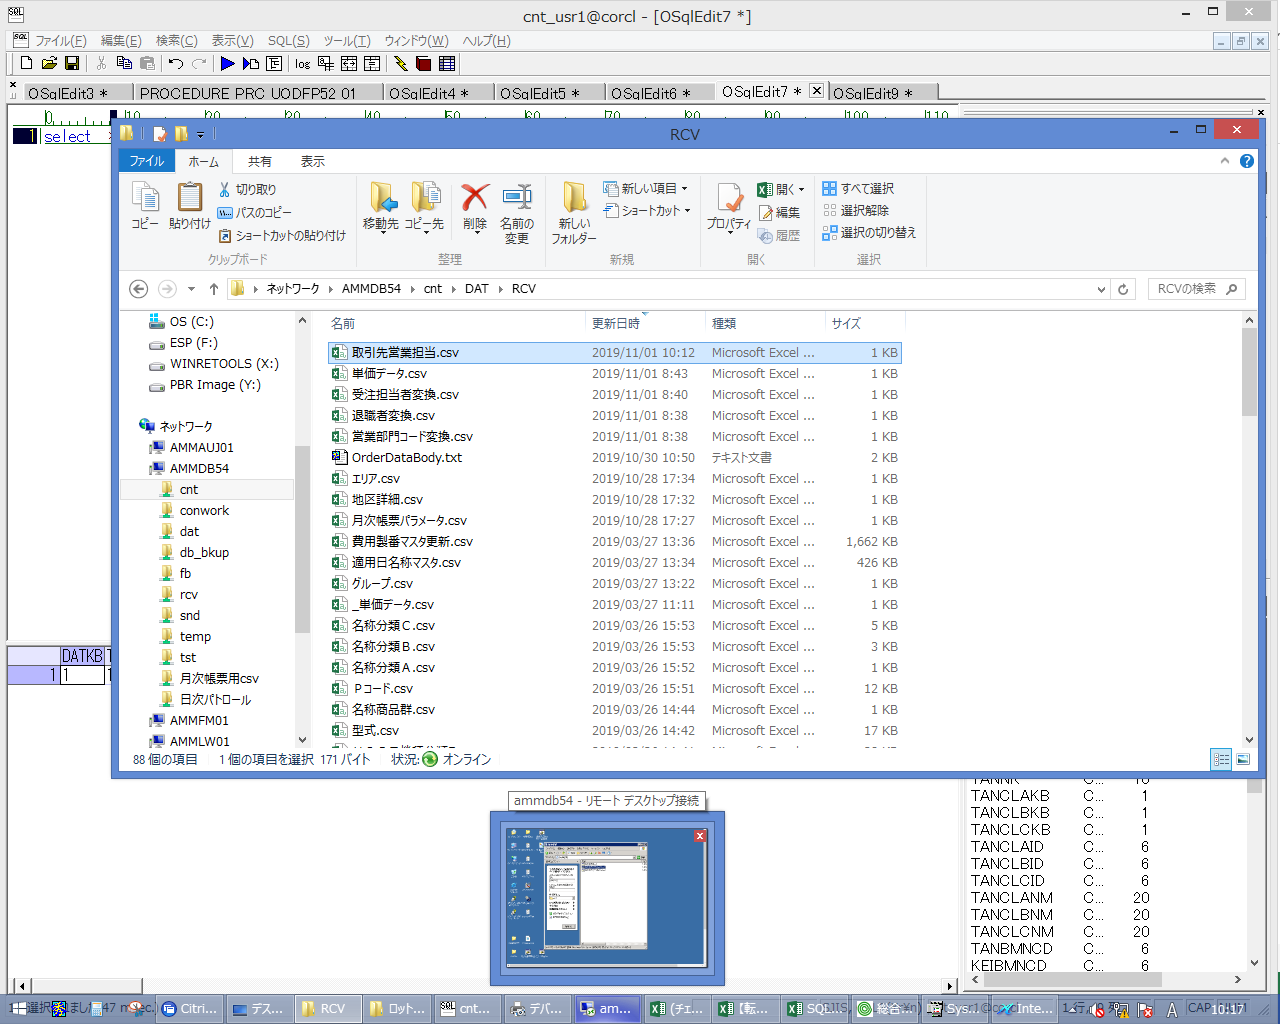 cnt_usr1@corcl - [OSqlEdit7 *]
ファイル(F) 編集(E) 検索(C) 表示(V) SQL(S) ツール(T) ウィンドウ(W) ヘルプ(H)
log
OSqlEdit3 * PROCEDURE PRC_UODFP52_01 OSqlEdit4 * OSqlEdit5 * OSqlEdit6 * OSqlEdit7 * OSqlEdit9 *
1 select
RCV
ファイル ホーム 共有 表示
コピー 貼り付け 切り取り パスのコピー ショートカットの貼り付け
移動先 コピー先 削除 名前の変更
新しいフォルダー 新しい項目 ショートカット
プロパティ 開く 編集 履歴
すべて選択 選択解除 選択の切り替え
クリップボード 整理 新規 開く 選択
ネットワーク AMMDB54 cnt DAT RCV RCVの検索
OS (C:)
ESP (F:)
WINRETOOLS (X:)
PBR Image (Y:)
ネットワーク
AMMAUJ01
AMMDB54
cnt
conwork
dat
db_bkup
fb
rcv
snd
temp
tst
月次帳票用csv
日次パトロール
AMMFM01
AMMLW01
名前 更新日時 種類 サイズ
取引先営業担当.csv 2019/11/01 10:12 Microsoft Excel ... 1 KB
単価データ.csv 2019/11/01 8:43 Microsoft Excel ... 1 KB
受注担当者変換.csv 2019/11/01 8:40 Microsoft Excel ... 1 KB
退職者変換.csv 2019/11/01 8:38 Microsoft Excel ... 1 KB
営業部門コード変換.csv 2019/11/01 8:38 Microsoft Excel ... 1 KB
OrderDataBody.txt 2019/10/30 10:50 テキスト文書 2 KB
エリア.csv 2019/10/28 17:34 Microsoft Excel ... 1 KB
地区詳細.csv 2019/10/28 17:32 Microsoft Excel ... 1 KB
月次帳票パラメータ.csv 2019/10/28 17:27 Microsoft Excel ... 1 KB
費用製番マスタ更新.csv 2019/03/27 13:36 Microsoft Excel ... 1,662 KB
適用日名称マスタ.csv 2019/03/27 13:34 Microsoft Excel ... 426 KB
グループ.csv 2019/03/27 13:22 Microsoft Excel ... 1 KB
_単価データ.csv 2019/03/27 11:11 Microsoft Excel ... 1 KB
名称分類C.csv 2019/03/26 15:53 Microsoft Excel ... 5 KB
名称分類B.csv 2019/03/26 15:53 Microsoft Excel ... 3 KB
名称分類A.csv 2019/03/26 15:52 Microsoft Excel ... 1 KB
Pコード.csv 2019/03/26 15:51 Microsoft Excel ... 12 KB
名称商品群.csv 2019/03/26 14:44 Microsoft Excel ... 1 KB
型式.csv 2019/03/26 14:42 Microsoft Excel ... 17 KB
88 個の項目 1 個の項目を選択 171 バイト 状況: オンライン
DATKB
1 1
ammdb54 - リモート デスクトップ接続
TANNK C...
TANCLAKB C... 1
TANCLBKB C... 1
TANCLCKB C... 1
TANCLAID C... 6
TANCLBID C... 6
TANCLCID C... 6
TANCLANM C... 20
TANCLBNM C... 20
TANCLCNM C... 20
TANBMNCD C... 6
KEIBMNCD C... 6
Citri... デス... RCV ロット... cnt... デバ... am... (チェ... 【転... SQL... 総合... Sys... Inte... A 10:17